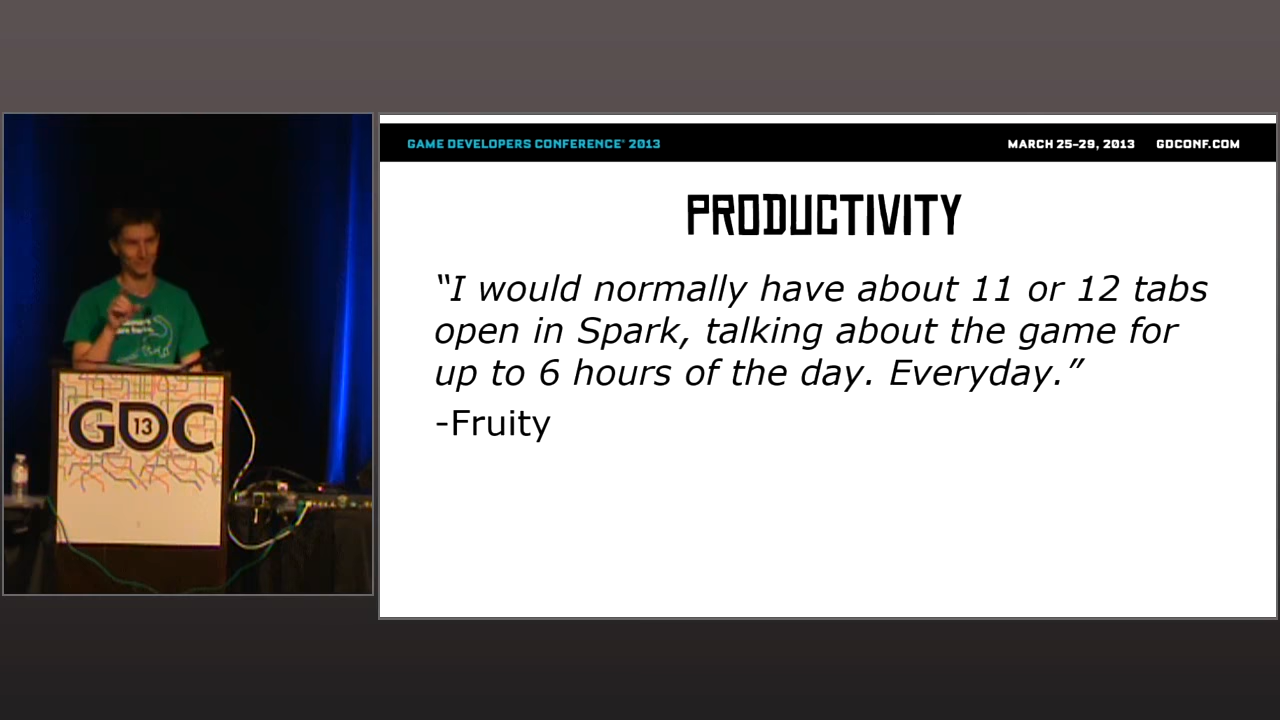 GAME DEVELOPERS CONFERENCE® 2013
MARCH 25-29, 2013 GDCONF.COM
PRODUCTIVITY
“I would normally have about 11 or 12 tabs
open in Spark, talking about the game for
up to 6 hours of the day. Everyday.”
-Fruity
GDC
13